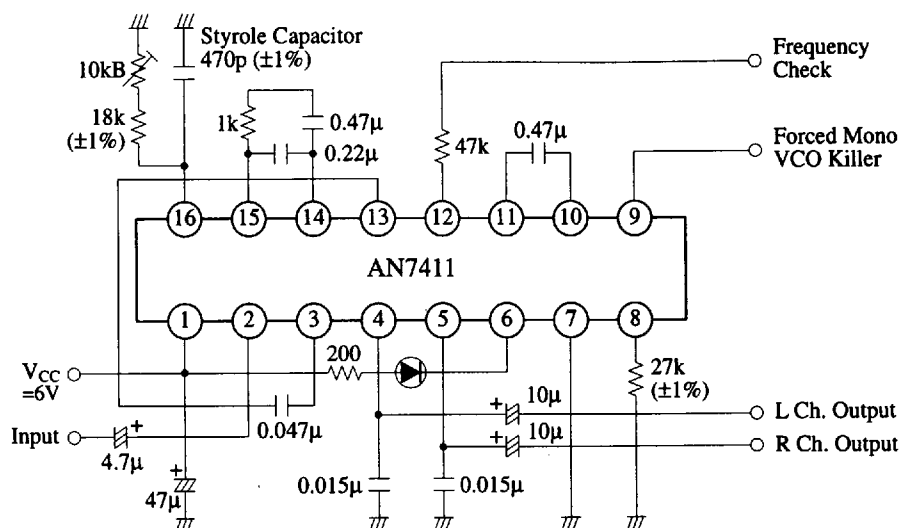 Styrole Capacitor
470p (±1%)
10kB
18k
(±1%)
1k
0.47μ
0.22μ
47k
0.47μ
Frequency
Check
Forced Mono
VCO Killer
16
15
14
13
12
11
10
9
AN7411
1
2
3
4
5
6
7
8
VCC
=6V
200
27k
(±1%)
0.047μ
10μ
L Ch. Output
Input
+
+
4.7μ
+
10μ
R Ch. Output
+
47μ
0.015μ
0.015μ